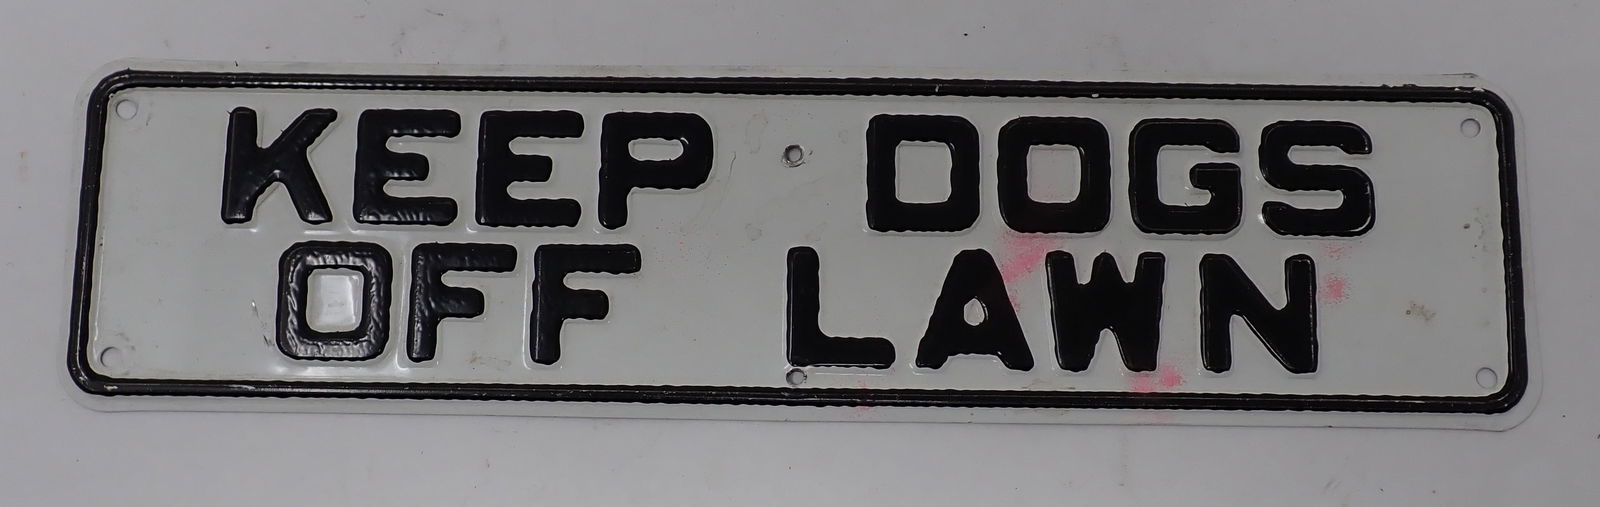 KEEP DOGS
OFF LAWN